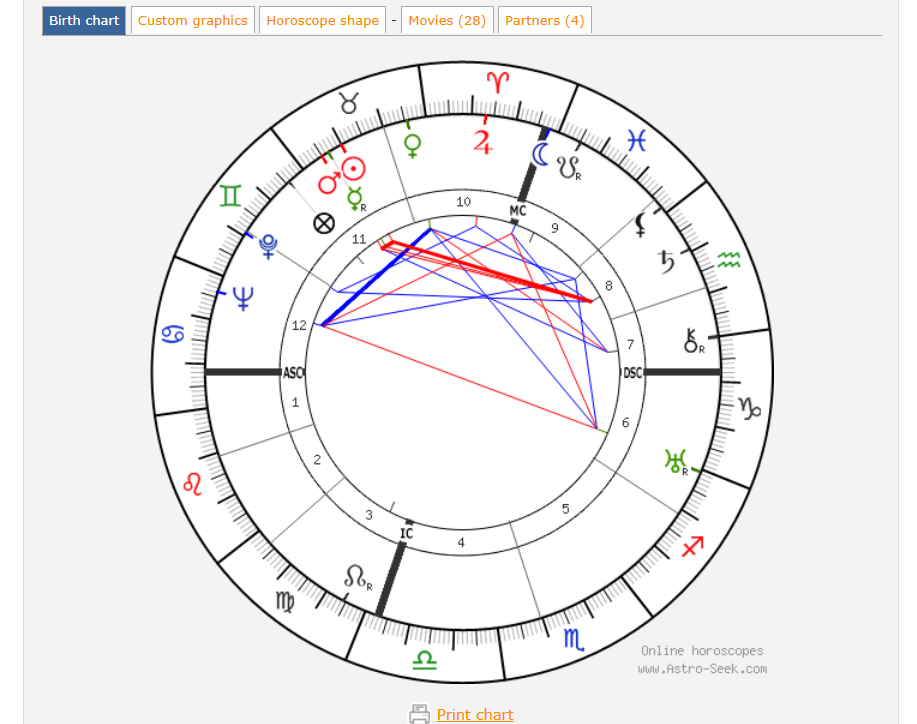 Birth chart Custom graphics Horoscope shape - Movies (28) Partners (4)
10
MC
9
11
R
R
8
12
7
R
ASC
DSC
1
6
R
2
5
3
IC
4
R
Online horoscopes
www.Astro-Seek.com
Print chart